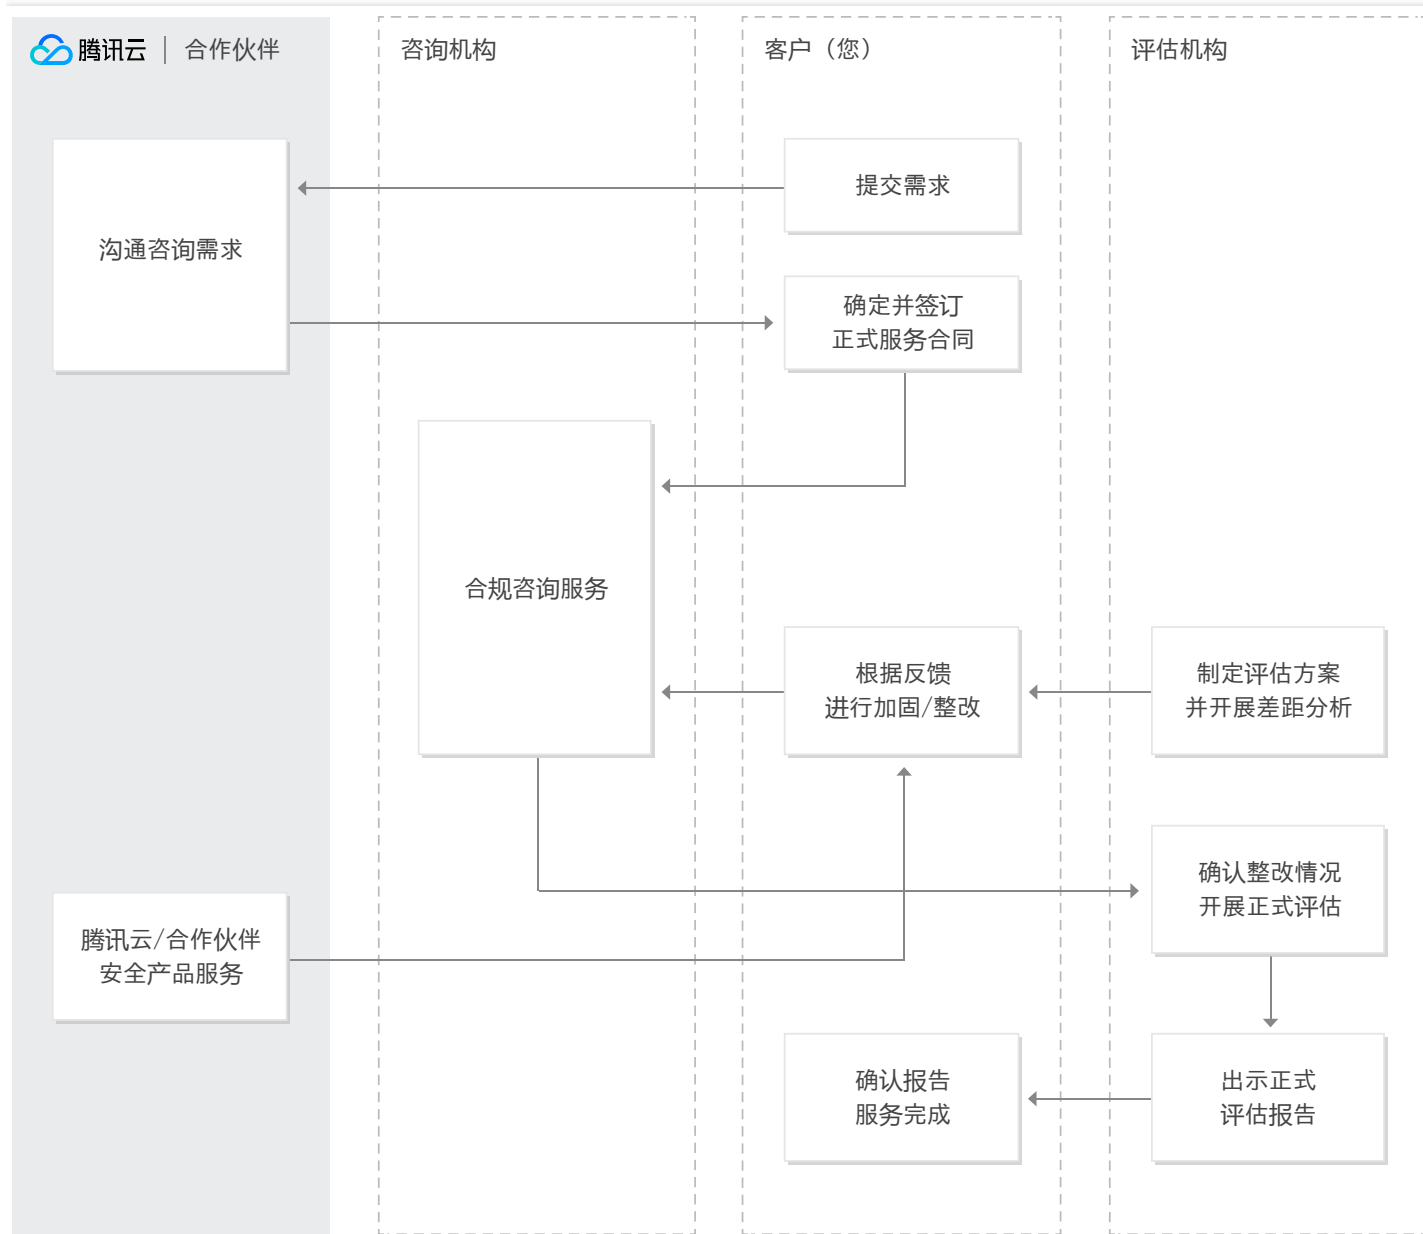 腾讯云 | 合作伙伴
咨询机构
客户（您）
评估机构
提交需求
沟通咨询需求
确定并签订
正式服务合同
合规咨询服务
根据反馈
进行加固/整改
制定评估方案
并开展差距分析
确认整改情况
开展正式评估
腾讯云/合作伙伴
安全产品服务
确认报告
服务完成
出示正式
评估报告